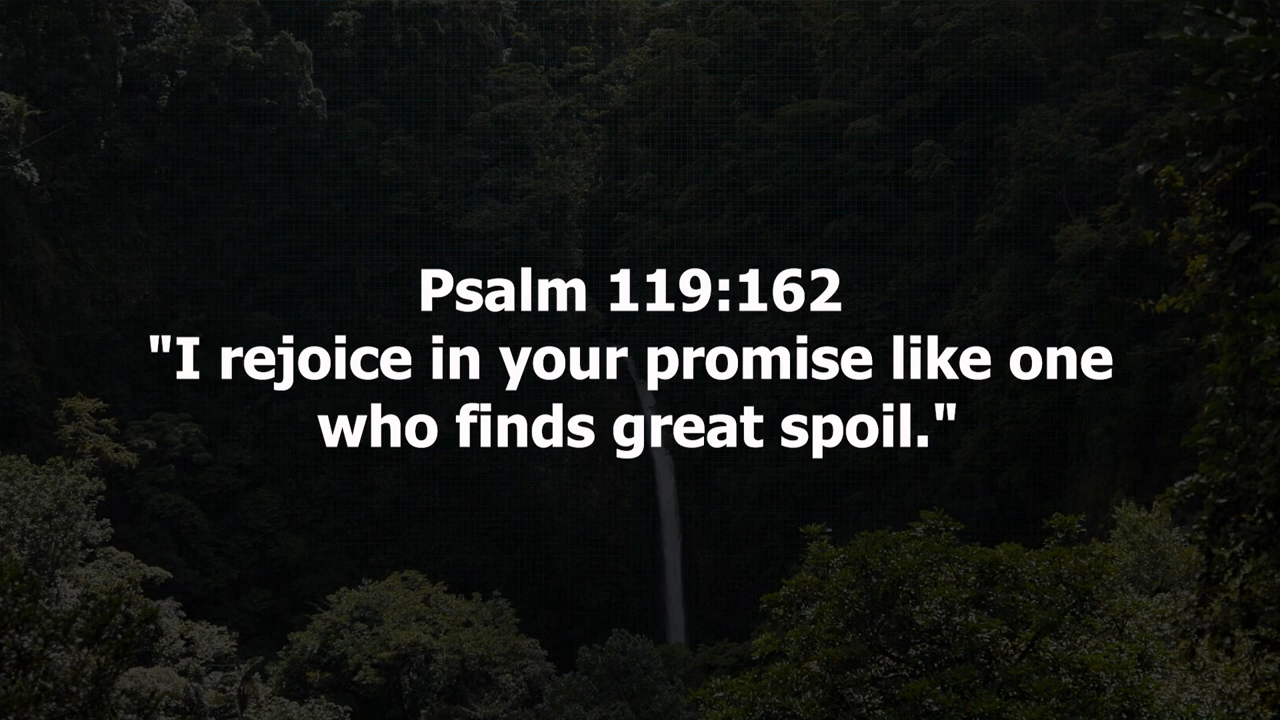 Psalm 119:162
"I rejoice in your promise like one
who finds great spoil."